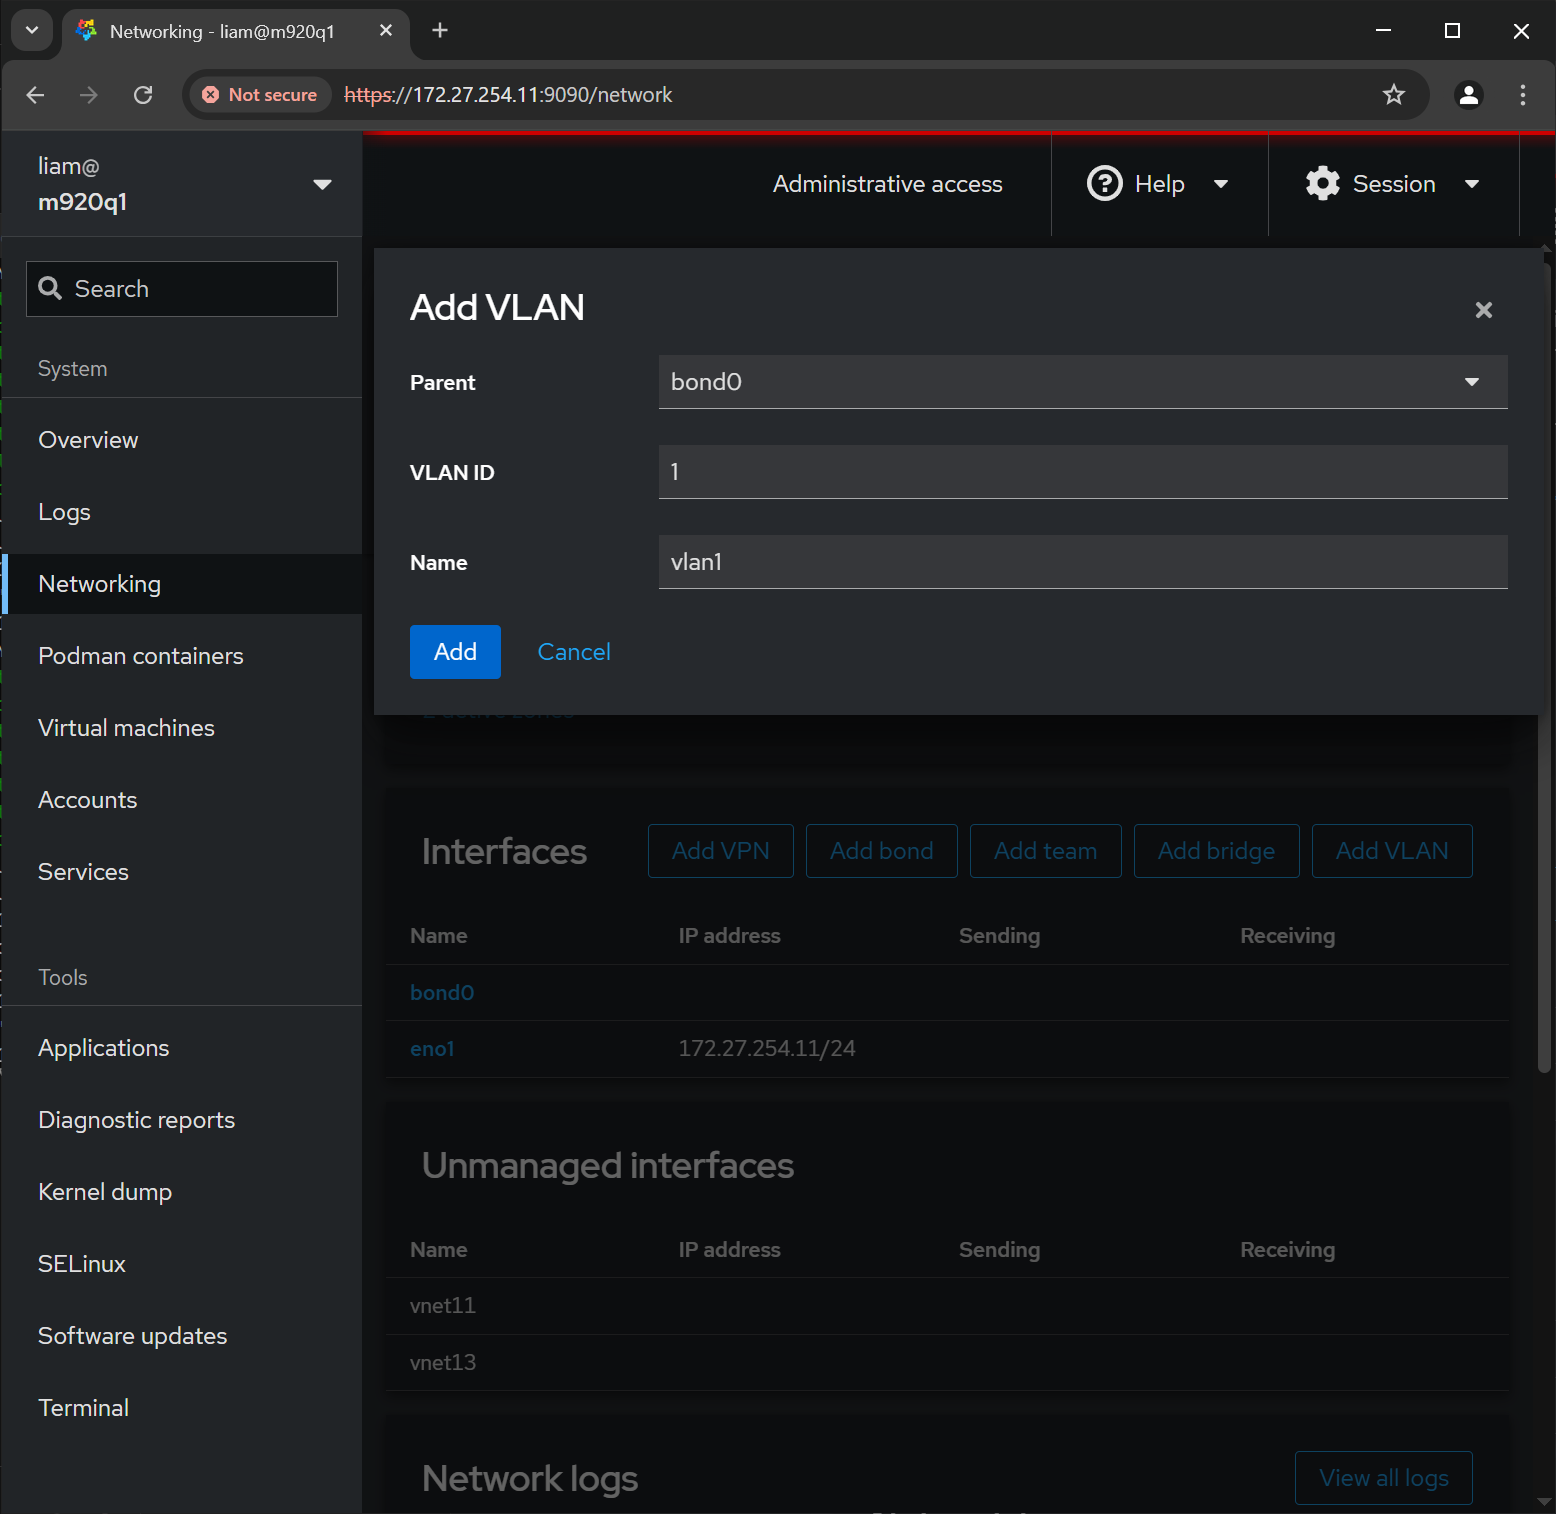 Networking - liam@m920q1
Not secure https://172.27.254.11:9090/network
liam@
m920q1
Administrative access
Help
Session
Search
System
Overview
Logs
Networking
Podman containers
Virtual machines
Accounts
Services
Tools
Applications
Diagnostic reports
Kernel dump
SELinux
Software updates
Terminal
Add VLAN
Parent bond0
VLAN ID 1
Name vlan1
Add Cancel
2 active zones
Interfaces Add VPN Add bond Add team Add bridge Add VLAN
Name IP address Sending Receiving
bond0
eno1 172.27.254.11/24
Unmanaged interfaces
Name IP address Sending Receiving
vnet11
vnet13
Network logs View all logs